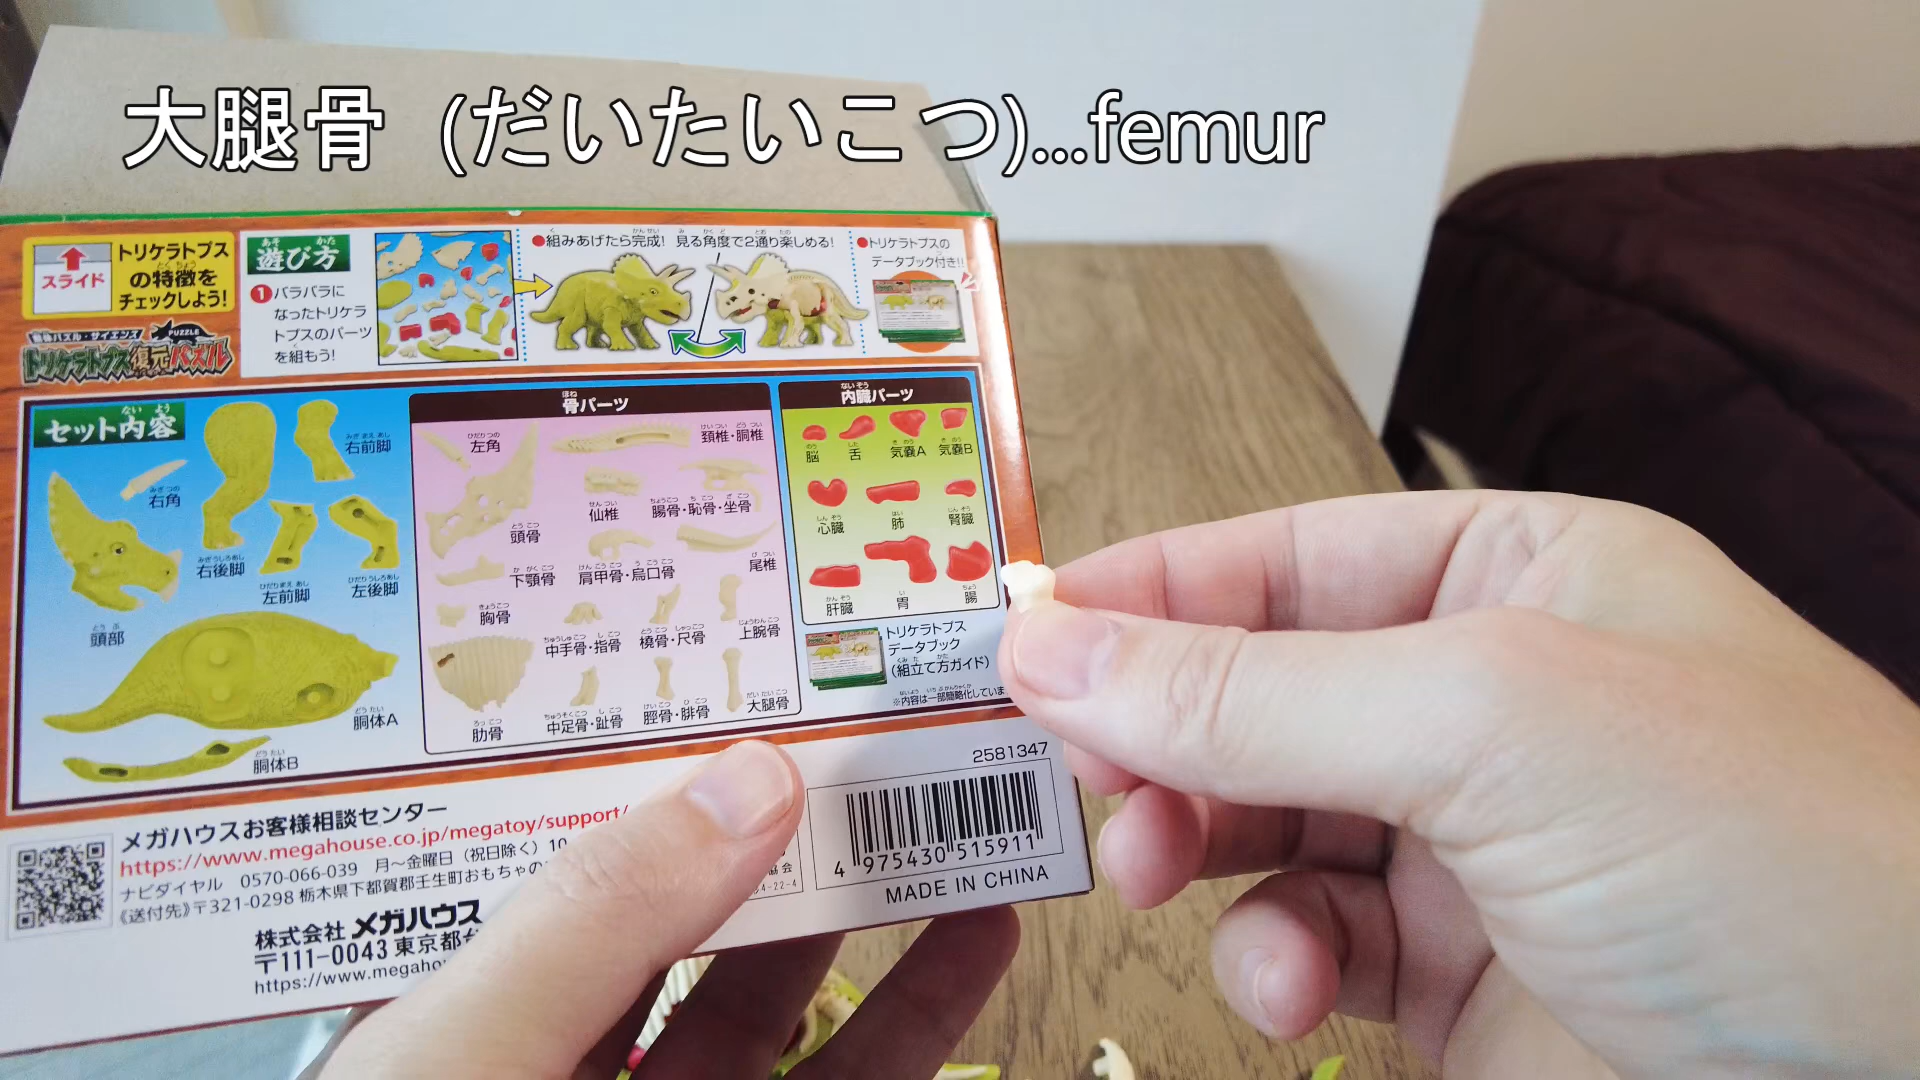 大腿骨 (だいたいこつ)...femur
スライド
トリケラトプス
の特徴を
チェックしよう!
PUZZLE
トリケラトプス復元パズル
遊び方
❶バラバラに
なったトリケラ
トプスのパーツ
を組もう!
●組みあげたら完成! 見る角度で2通り楽しめる!
●トリケラトプスの
データブック付き!!
セット内容
右角
右前脚
右後脚
左前脚
左後脚
頭部
胴体A
胴体B
骨パーツ
左角
頸椎・胴椎
仙椎
腸骨・恥骨・坐骨
頭骨
下顎骨
肩甲骨・烏口骨
尾椎
胸骨
中手骨・指骨
橈骨・尺骨
上腕骨
肋骨
中足骨・趾骨
脛骨・腓骨
大腿骨
内臓パーツ
脳
舌
気嚢A
気嚢B
心臓
肺
腎臓
肝臓
胃
腸
トリケラトプス
データブック
(組立て方ガイド)
※内容は一部簡略化していま
メガハウスお客様相談センター
https://www.megahouse.co.jp/megatoy/support/
ナビダイヤル 0570-066-039 月〜金曜日(祝日除く)10
《送付先》〒321-0298 栃木県下都賀郡壬生町おもちゃの
株式会社 メガハウス
〒111-0043 東京都台
https://www.megaho
2581347
4 975430 515911
MADE IN CHINA